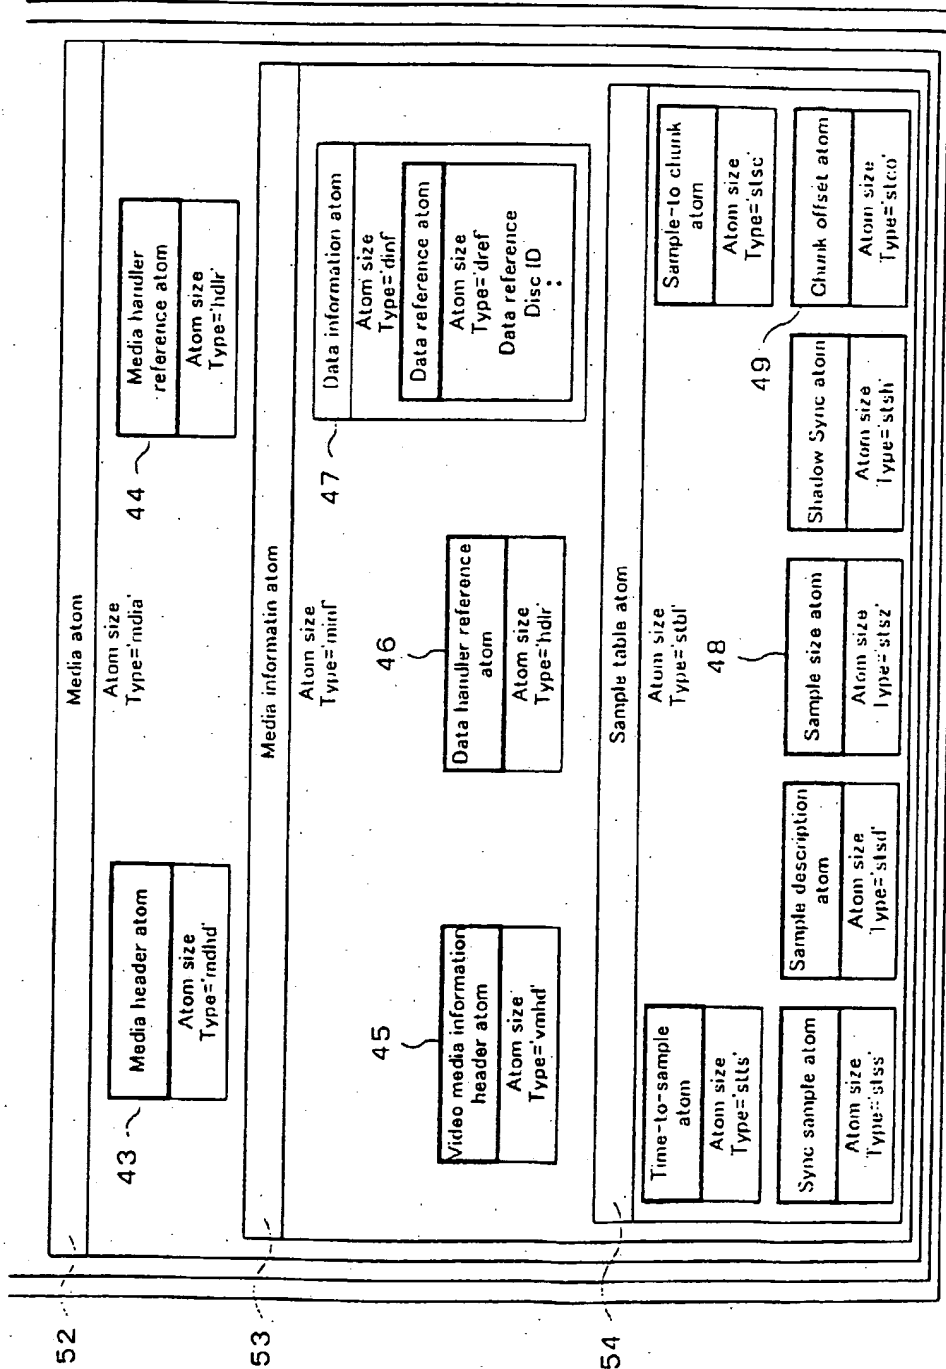 52
Media atom
Atom size
Type='mdia'
43
Media header atom
Atom size
Type='mdhd'
44
Media handler
reference atom
Atom size
Type='hdlr'
53
Media informatin atom
Atom size
Type='minf'
45
Video media information
header atom
Atom size
Type='vmhd'
46
Data handler reference
atom
Atom size
Type='hdlr'
47
Data information atom
Atom size
Type='dinf'
Data reference atom
Atom size
Type='dref'
Data reference
Disc ID
54
Sample table atom
Atom size
Type='stbl'
Time-to-sample
atom
Atom size
Type='stts'
Sample-to chunk
atom
Atom size
Type='stsc'
Sync sample atom
Atom size
Type='stss'
Sample description
atom
Atom size
Type='stsd'
48
Sample size atom
Atom size
Type='stsz'
Shadow Sync atom
Atom size
Type='stsh'
49
Chunk offset atom
Atom size
Type='stco'